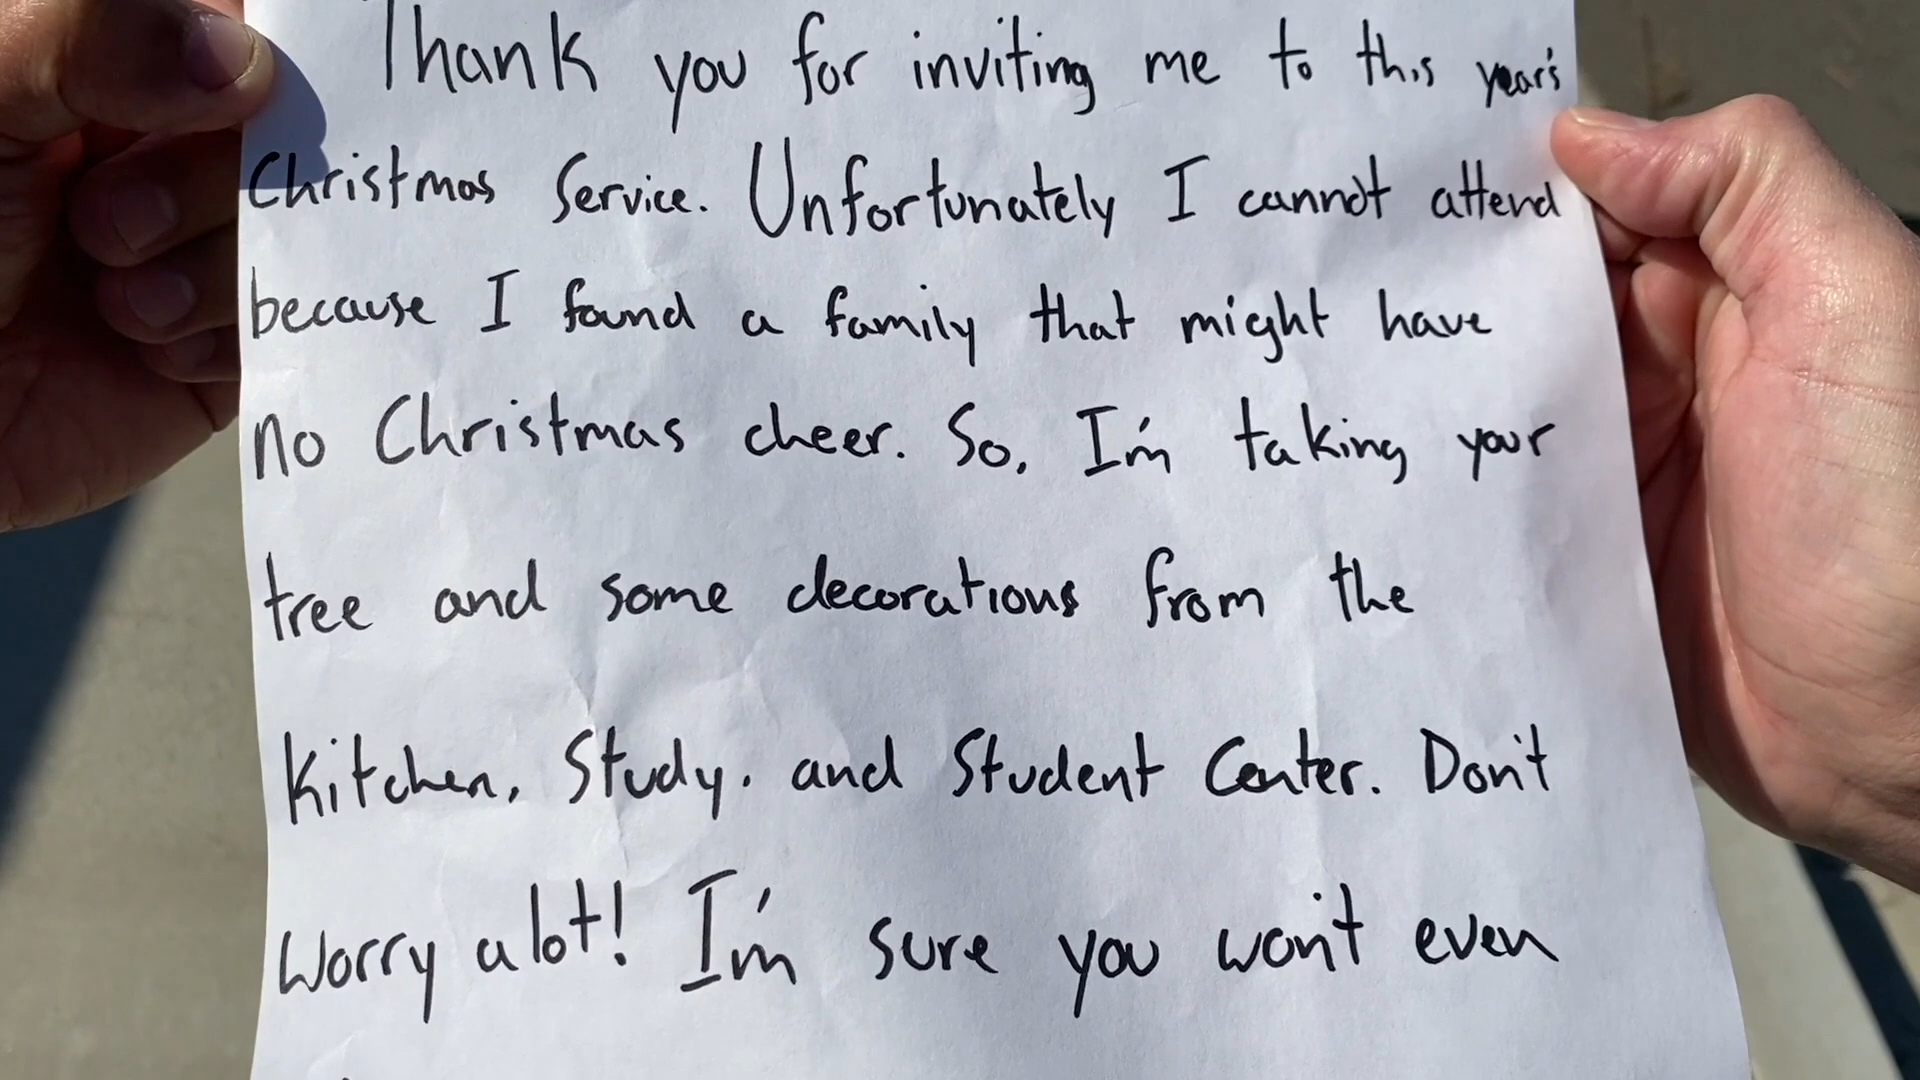 Thank you for inviting me to this year's
Christmas Service. Unfortunately I cannot attend
because I found a family that might have
no Christmas cheer. So, I'm taking your
tree and some decorations from the
Kitchen, Study, and Student Center. Don't
Worry a lot! I'm sure you won't even